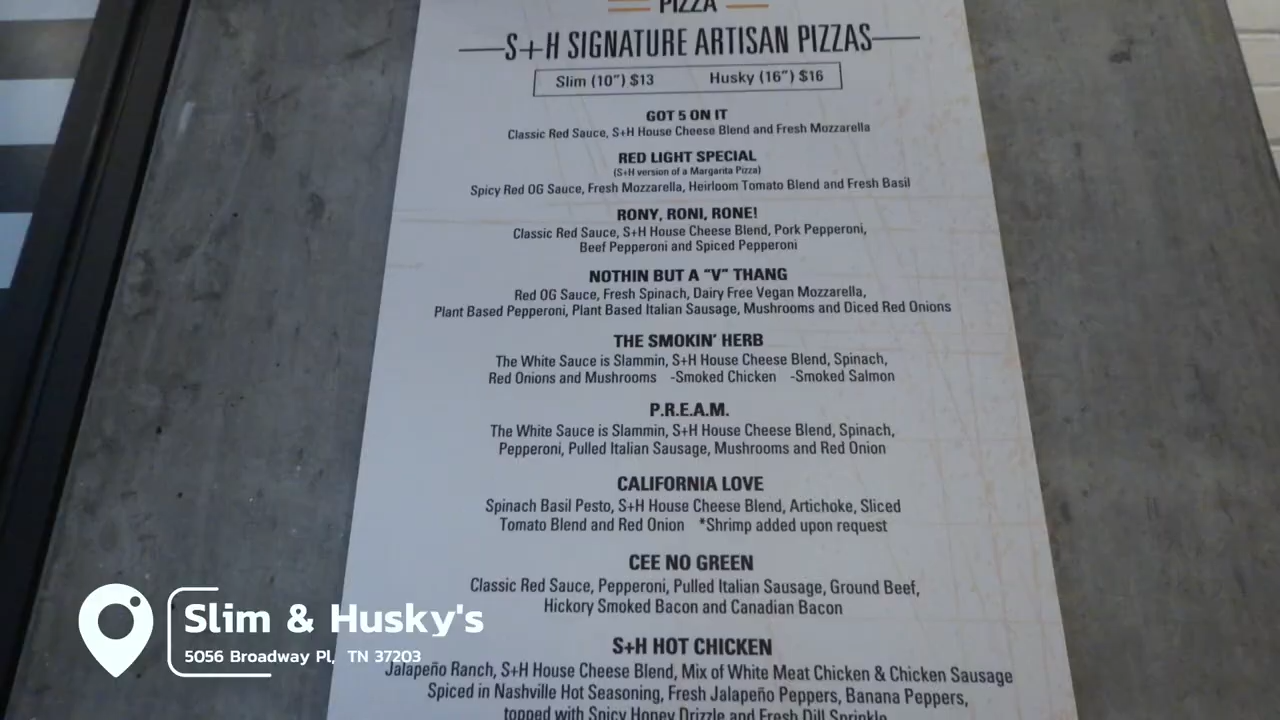 PIZZA
S+H SIGNATURE ARTISAN PIZZAS
Slim (10”) $13 Husky (16”) $16
GOT 5 ON IT
Classic Red Sauce, S+H House Cheese Blend and Fresh Mozzarella
RED LIGHT SPECIAL
(S+H version of a Margarita Pizza)
Spicy Red OG Sauce, Fresh Mozzarella, Heirloom Tomato Blend and Fresh Basil
RONY, RONI, RONE!
Classic Red Sauce, S+H House Cheese Blend, Pork Pepperoni,
Beef Pepperoni and Spiced Pepperoni
NOTHIN BUT A “V” THANG
Red OG Sauce, Fresh Spinach, Dairy Free Vegan Mozzarella,
Plant Based Pepperoni, Plant Based Italian Sausage, Mushrooms and Diced Red Onions
THE SMOKIN’ HERB
The White Sauce is Slammin, S+H House Cheese Blend, Spinach,
Red Onions and Mushrooms -Smoked Chicken -Smoked Salmon
P.R.E.A.M.
The White Sauce is Slammin, S+H House Cheese Blend, Spinach,
Pepperoni, Pulled Italian Sausage, Mushrooms and Red Onion
CALIFORNIA LOVE
Spinach Basil Pesto, S+H House Cheese Blend, Artichoke, Sliced
Tomato Blend and Red Onion *Shrimp added upon request
CEE NO GREEN
Classic Red Sauce, Pepperoni, Pulled Italian Sausage, Ground Beef,
Hickory Smoked Bacon and Canadian Bacon
S+H HOT CHICKEN
Jalapeño Ranch, S+H House Cheese Blend, Mix of White Meat Chicken & Chicken Sausage
Spiced in Nashville Hot Seasoning, Fresh Jalapeño Peppers, Banana Peppers,
topped with Spicy Honey Drizzle and Fresh Dill Sprinkle
Slim & Husky's
5056 Broadway Pl, TN 37203